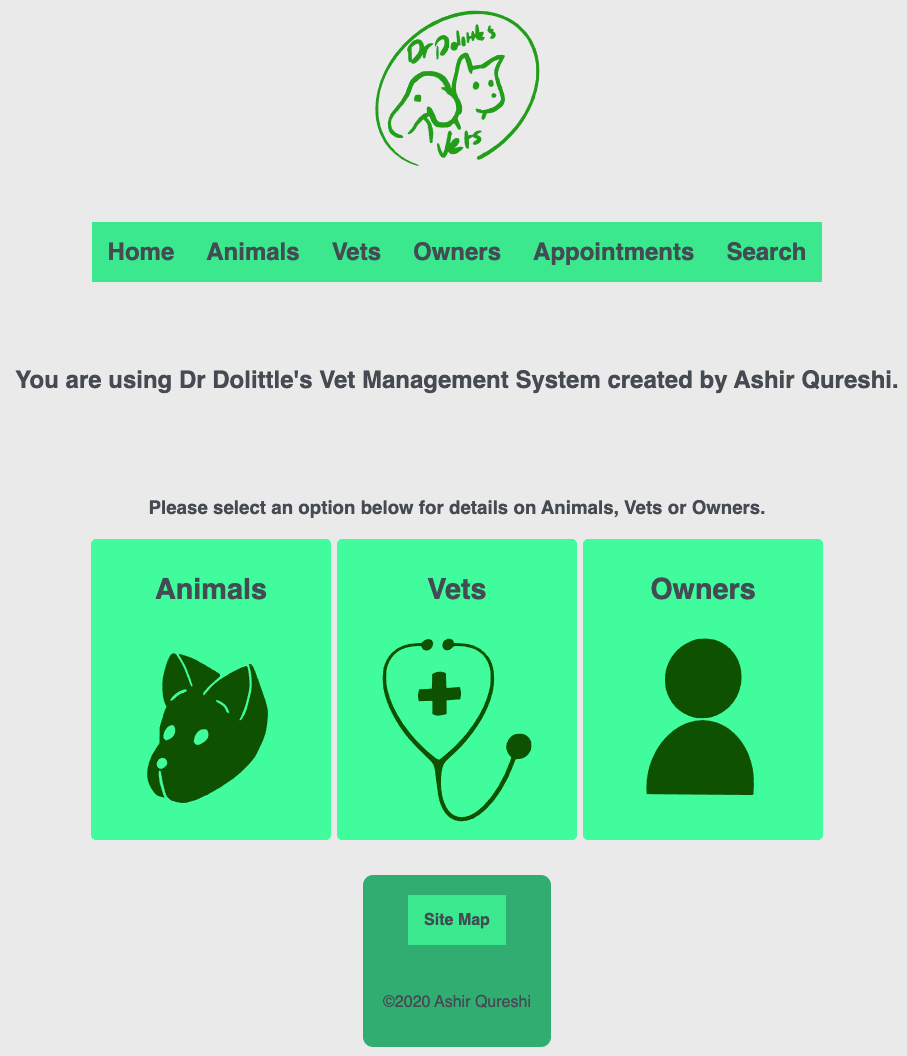 Dr Dolittle's
Vets
Home Animals Vets Owners Appointments Search
You are using Dr Dolittle's Vet Management System created by Ashir Qureshi.
Please select an option below for details on Animals, Vets or Owners.
Animals Vets Owners
Site Map
©2020 Ashir Qureshi